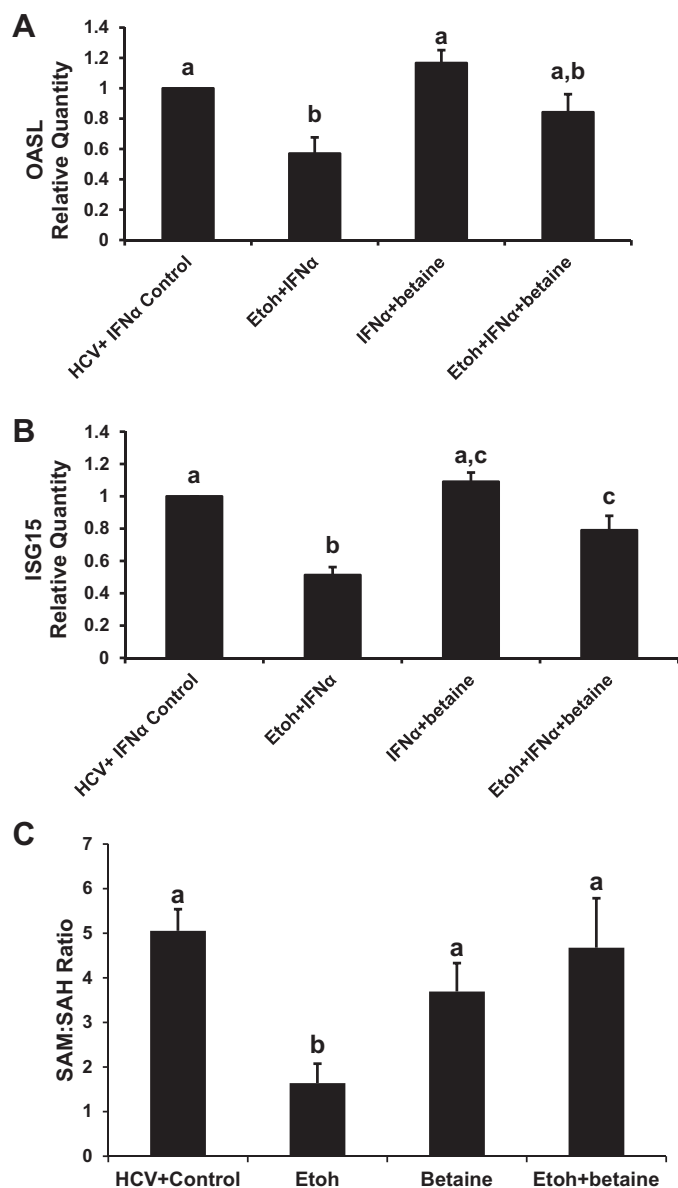 A
OASL
Relative Quantity
1.4
1.2
1
0.8
0.6
0.4
0.2
0
a
b
a
a,b
HCV+ IFNα Control
Etoh+IFNα
IFNα+betaine
Etoh+IFNα+betaine
B
ISG15
Relative Quantity
1.4
1.2
1
0.8
0.6
0.4
0.2
0
a
b
a,c
c
HCV+ IFNα Control
Etoh+IFNα
IFNα+betaine
Etoh+IFNα+betaine
C
SAM:SAH Ratio
7
6
5
4
3
2
1
0
a
b
a
a
HCV+Control
Etoh
Betaine
Etoh+betaine